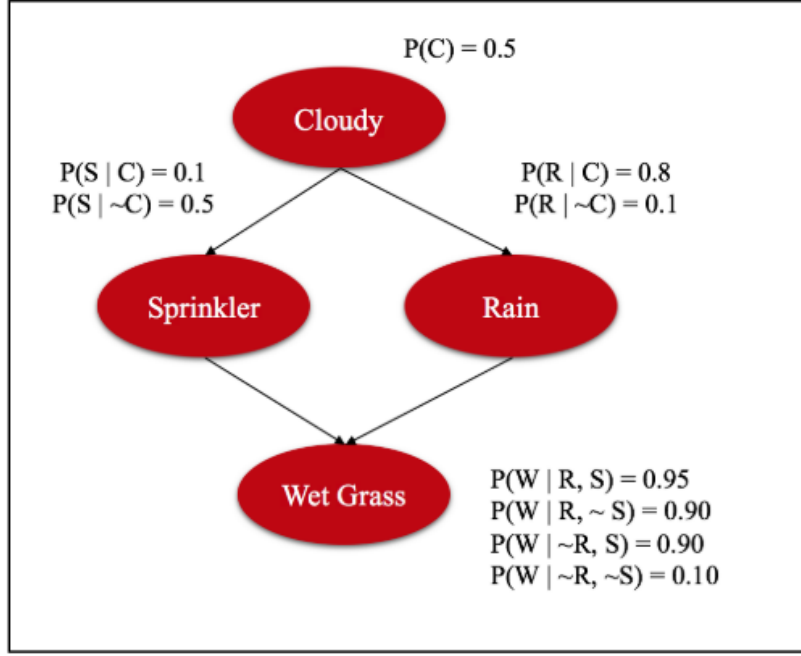 P(C) = 0.5
Cloudy
P(S | C) = 0.1
P(S | ~C) = 0.5
P(R | C) = 0.8
P(R | ~C) = 0.1
Sprinkler
Rain
Wet Grass
P(W | R, S) = 0.95
P(W | R, ~ S) = 0.90
P(W | ~R, S) = 0.90
P(W | ~R, ~S) = 0.10